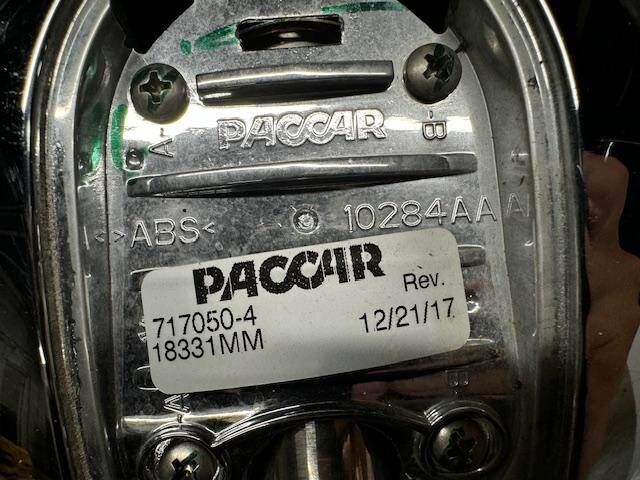 A
B
PACCAR
>ABS<
10284AA A
PACCAR
Rev.
717050-4
12/21/17
18331MM
A
B